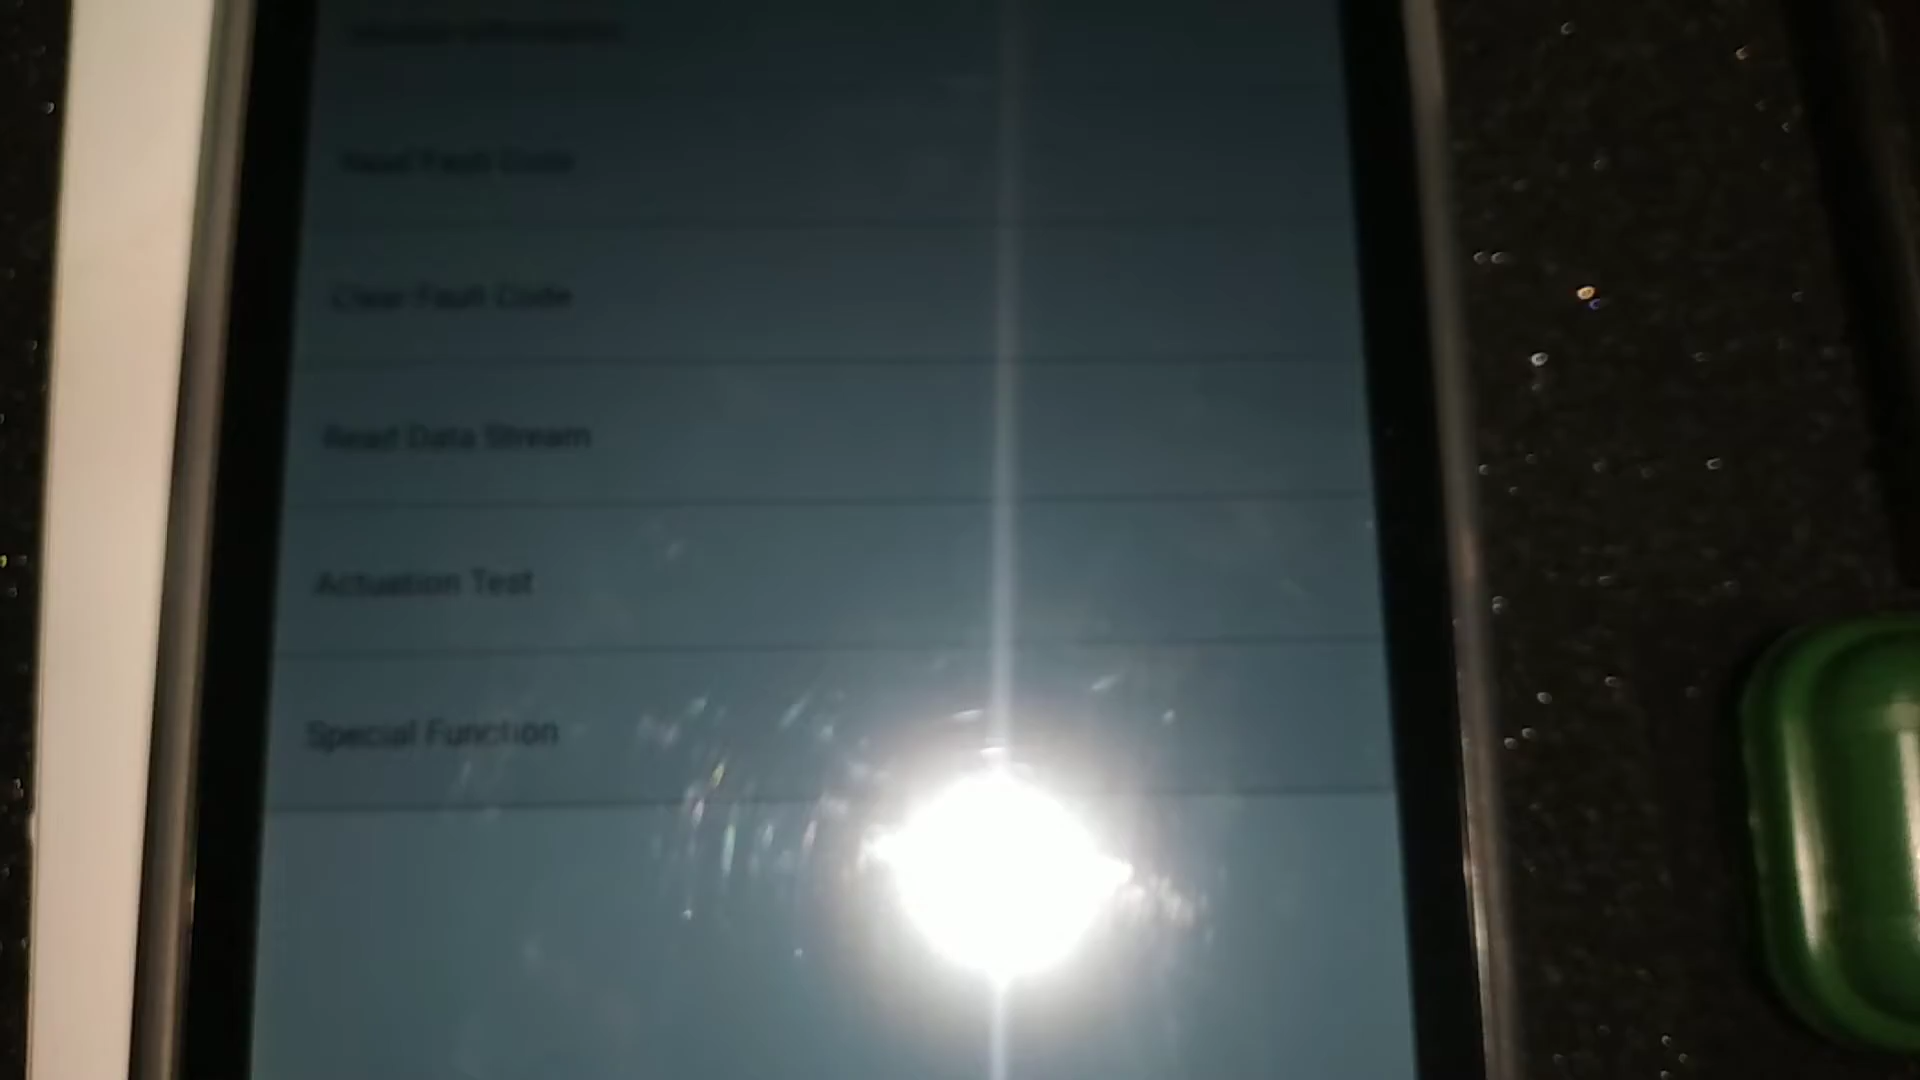 Read Fault Code
Clear Fault Code
Read Data Stream
Actuation Test
Special Function